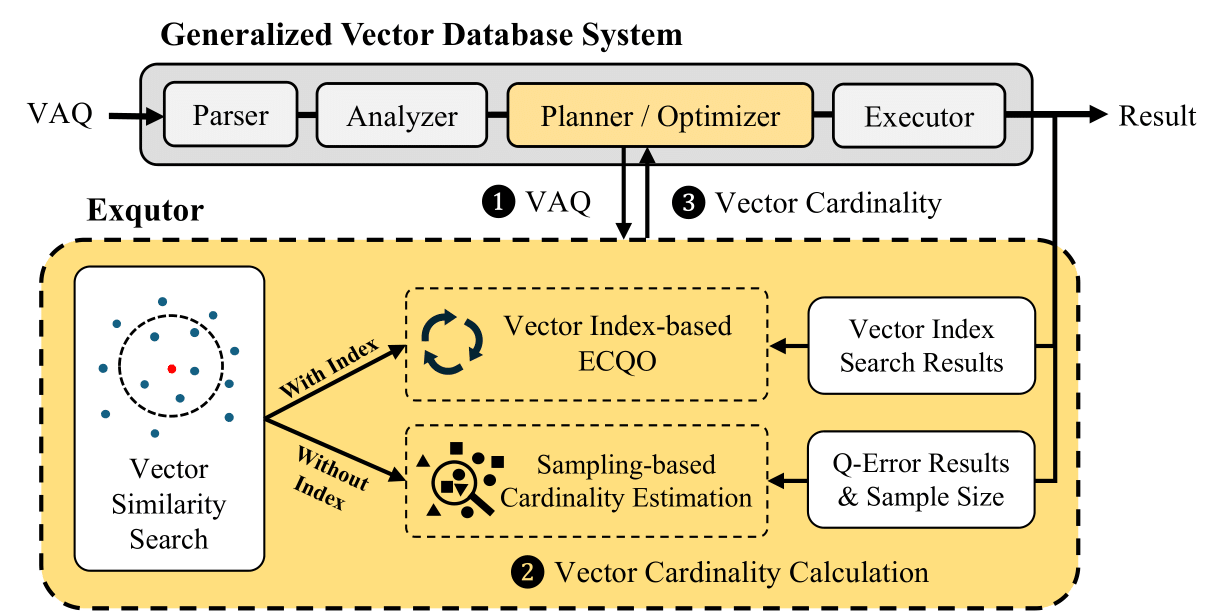 Generalized Vector Database System
VAQ
Parser
Analyzer
Planner / Optimizer
Executor
Result
❶ VAQ
❸ Vector Cardinality
Exqutor
Vector
Similarity
Search
With Index
Without
Index
Vector Index-based
ECQO
Vector Index
Search Results
Sampling-based
Cardinality Estimation
Q-Error Results
& Sample Size
❷ Vector Cardinality Calculation